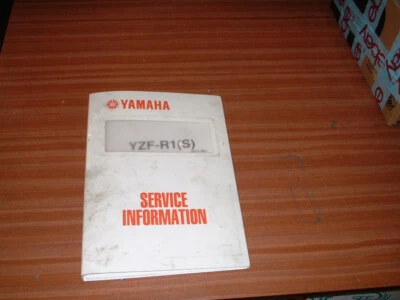 YAMAHA
YZF-R1(S)
SERVICE
INFORMATION